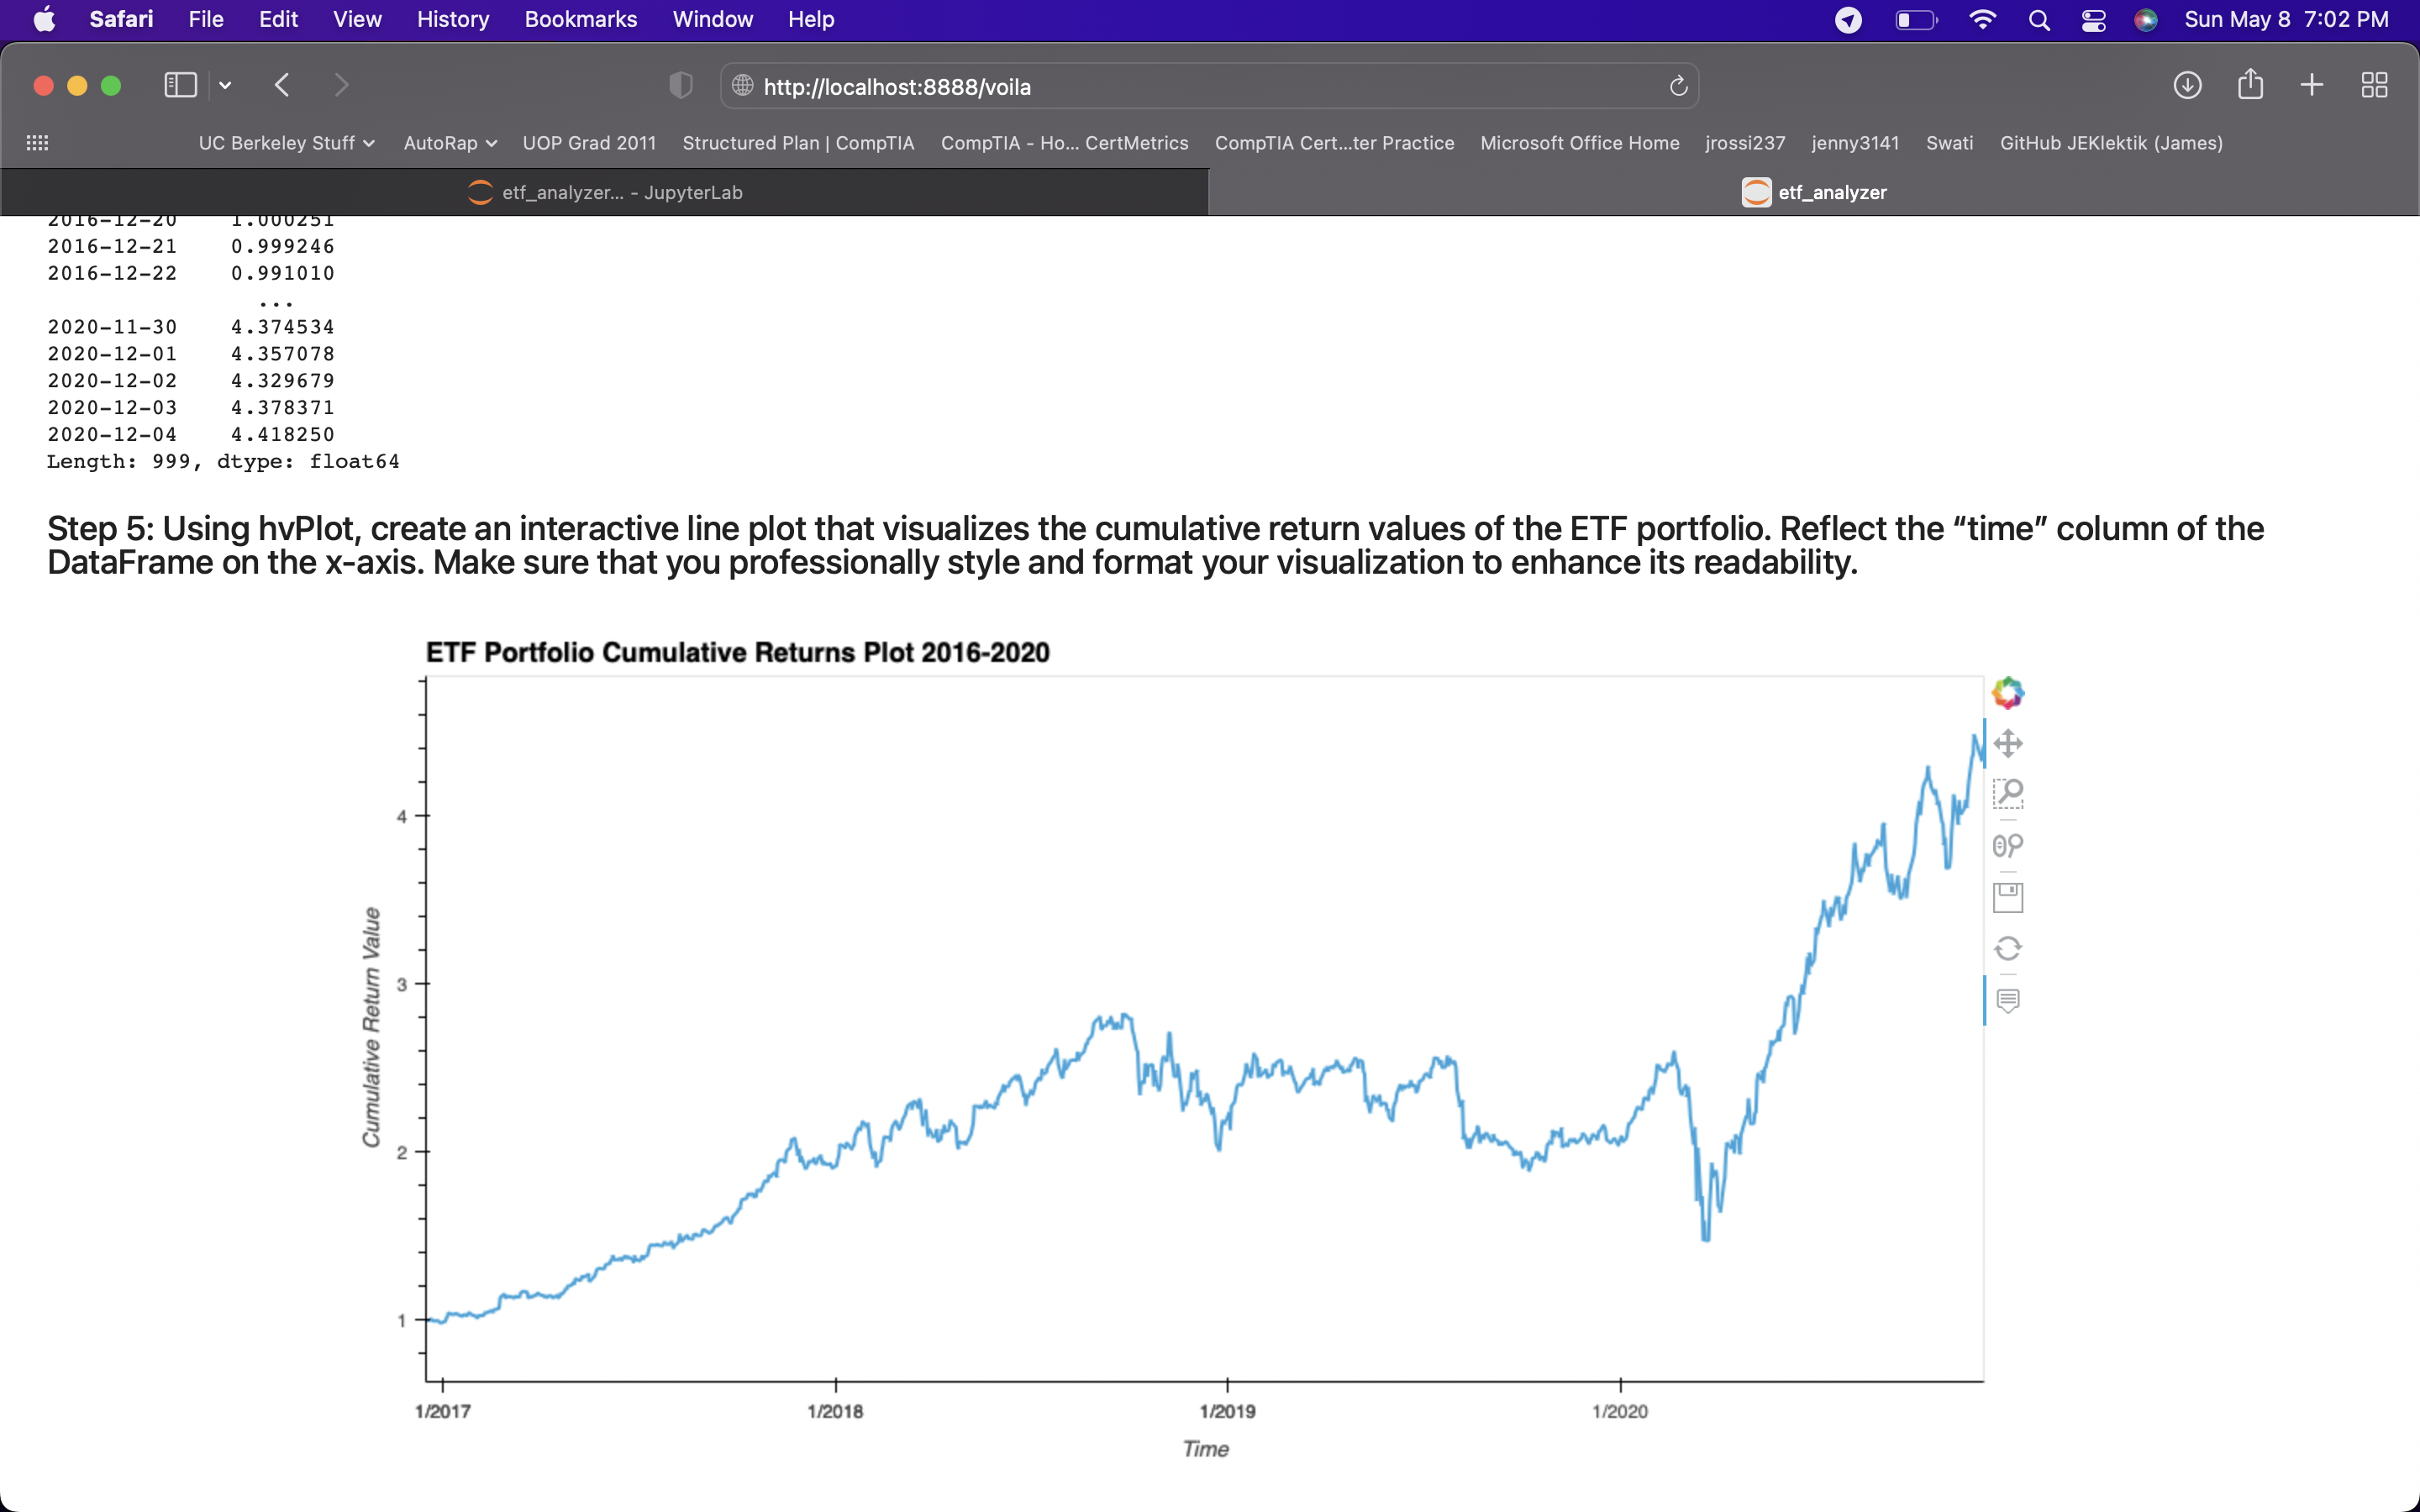 Safari File Edit View History Bookmarks Window Help Sun May 8 7:02 PM
http://localhost:8888/voila
UC Berkeley Stuff AutoRap UOP Grad 2011 Structured Plan | CompTIA CompTIA - Ho... CertMetrics CompTIA Cert...ter Practice Microsoft Office Home jrossi237 jenny3141 Swati GitHub JEKlektik (James)
etf_analyzer... - JupyterLab etf_analyzer
2016-12-20 1.000251
2016-12-21 0.999246
2016-12-22 0.991010
...
2020-11-30 4.374534
2020-12-01 4.357078
2020-12-02 4.329679
2020-12-03 4.378371
2020-12-04 4.418250
Length: 999, dtype: float64
Step 5: Using hvPlot, create an interactive line plot that visualizes the cumulative return values of the ETF portfolio. Reflect the “time” column of the
DataFrame on the x-axis. Make sure that you professionally style and format your visualization to enhance its readability.
ETF Portfolio Cumulative Returns Plot 2016-2020
4
3
2
1
Cumulative Return Value
1/2017 1/2018 1/2019 1/2020
Time